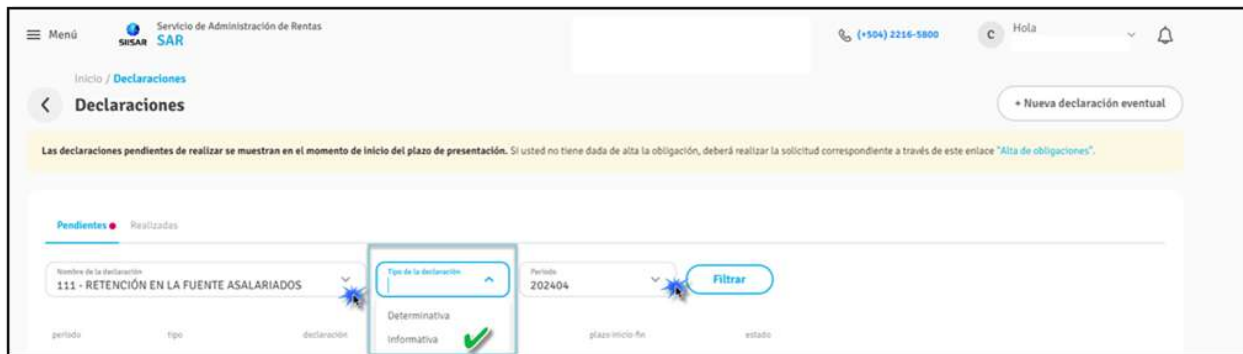 Menú
SIISAR
Servicio de Administración de Rentas
SAR
(+504) 2216-5800
C
Hola
Inicio / Declaraciones
Declaraciones
+ Nueva declaración eventual
Las declaraciones pendientes de realizar se muestran en el momento de inicio del plazo de presentación. Si usted no tiene dada de alta la obligación, deberá realizar la solicitud correspondiente a través de este enlace "Alta de obligaciones".
Pendientes Realizadas
Nombre de la declaración
111 - RETENCIÓN EN LA FUENTE ASALARIADOS
Tipo de la declaración
Periodo
202404
Filtrar
Determinativa
Informativa
periodo tipo declaración plazo inicio-fin estado